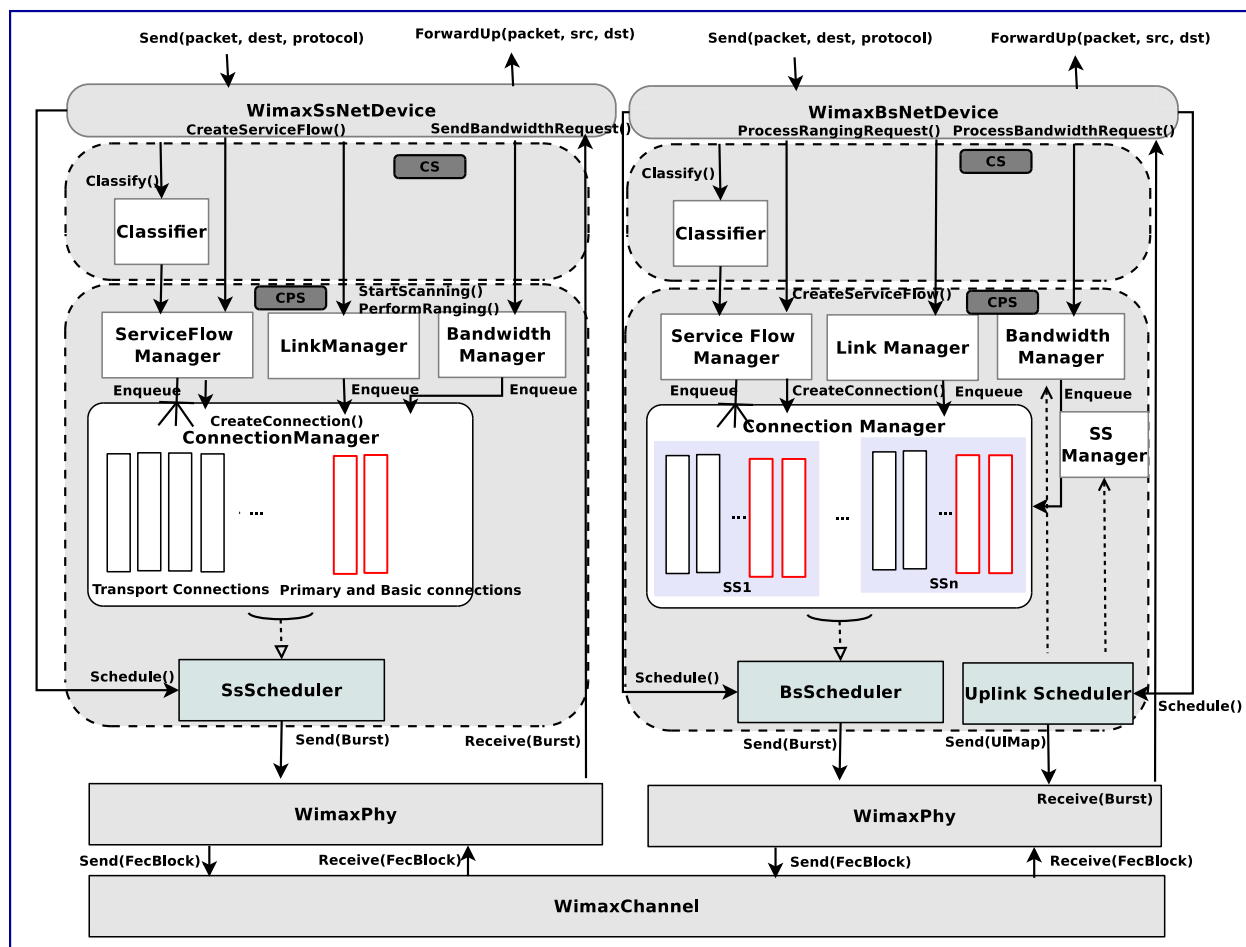 Send(packet, dest, protocol)
ForwardUp(packet, src, dst)
WimaxSsNetDevice
CreateServiceFlow()
SendBandwidthRequest()
CS
Classify()
Classifier
CPS
StartScanning()
PerformRanging()
ServiceFlow
Manager
LinkManager
Bandwidth
Manager
Enqueue
Enqueue
Enqueue
CreateConnection()
ConnectionManager
. ...
Transport Connections
Primary and Basic connections
Schedule()
SsScheduler
Send(Burst)
Receive(Burst)
WimaxPhy
Send(FecBlock)
Receive(FecBlock)
Send(packet, dest, protocol)
ForwardUp(packet, src, dst)
WimaxBsNetDevice
ProcessRangingRequest()
ProcessBandwidthRequest()
CS
Classify()
Classifier
CreateServiceFlow()
CPS
Service Flow
Manager
Link Manager
Bandwidth
Manager
Enqueue
CreateConnection()
Enqueue
Enqueue
Connection Manager
SS
Manager
...
...
...
SS1
SSn
Schedule()
BsScheduler
Uplink Scheduler
Schedule()
Send(Burst)
Send(UlMap)
Receive(Burst)
WimaxPhy
Send(FecBlock)
Receive(FecBlock)
WimaxChannel